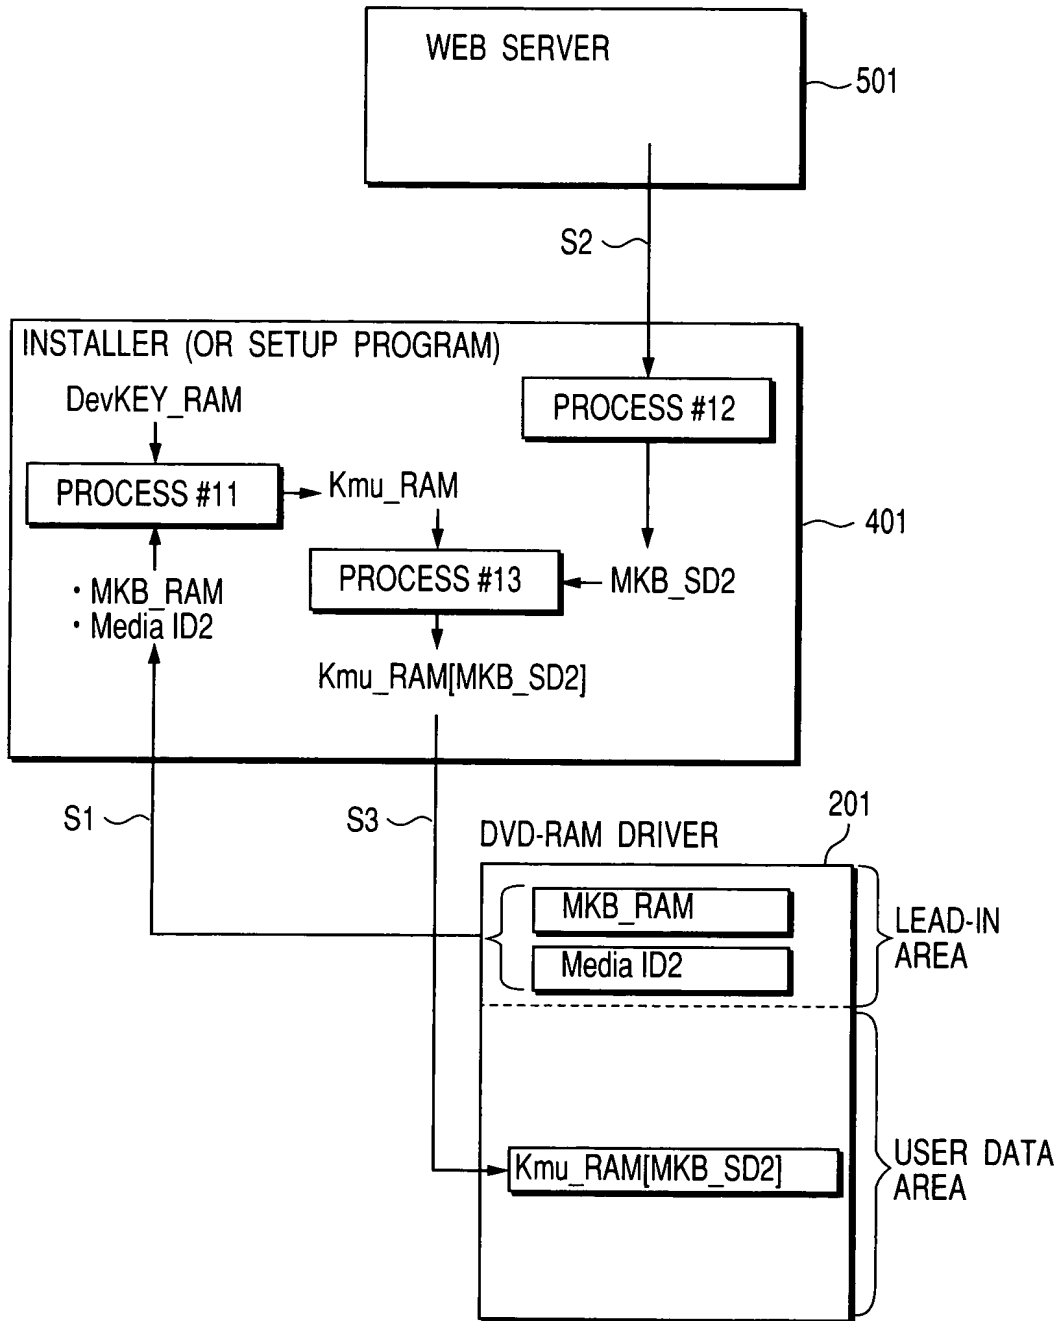 WEB SERVER
501
S2
INSTALLER (OR SETUP PROGRAM)
DevKEY_RAM
PROCESS #12
PROCESS #11
Kmu_RAM
401
PROCESS #13
MKB_SD2
・MKB_RAM
・Media ID2
Kmu_RAM[MKB_SD2]
S1
S3
201
DVD-RAM DRIVER
MKB_RAM
Media ID2
LEAD-IN
AREA
Kmu_RAM[MKB_SD2]
USER DATA
AREA